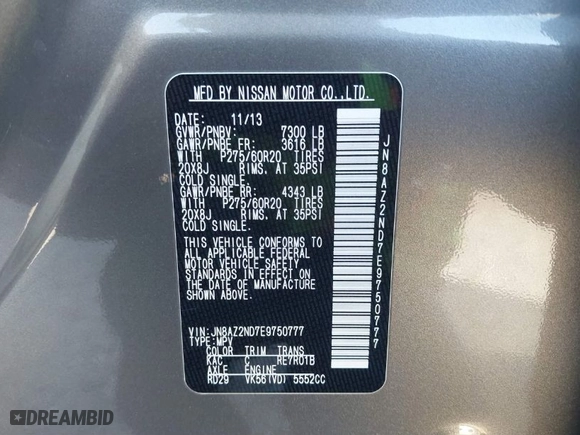 MFD BY NISSAN MOTOR CO.,LTD.
DATE: 11/13
GVWR/PNBV: 7300 LB
GAWR/PNBE FR: 3616 LB
WITH P275/60R20 TIRES
20X8J RIMS, AT 35PSI
COLD SINGLE.
GAWR/PNBE RR: 4343 LB
WITH P275/60R20 TIRES
20X8J RIMS, AT 35PSI
COLD SINGLE.
THIS VEHICLE CONFORMS TO
ALL APPLICABLE FEDERAL
MOTOR VEHICLE SAFETY
STANDARDS IN EFFECT ON
THE DATE OF MANUFACTURE
SHOWN ABOVE.
VIN:JN8AZ2ND7E9750777
TYPE:MPV
COLOR TRIM TRANS
KAC C RE7R01B
AXLE ENGINE
RD29 VK56(VD) 5552CC
JN8AZ2ND7E9750777
DREAMBID